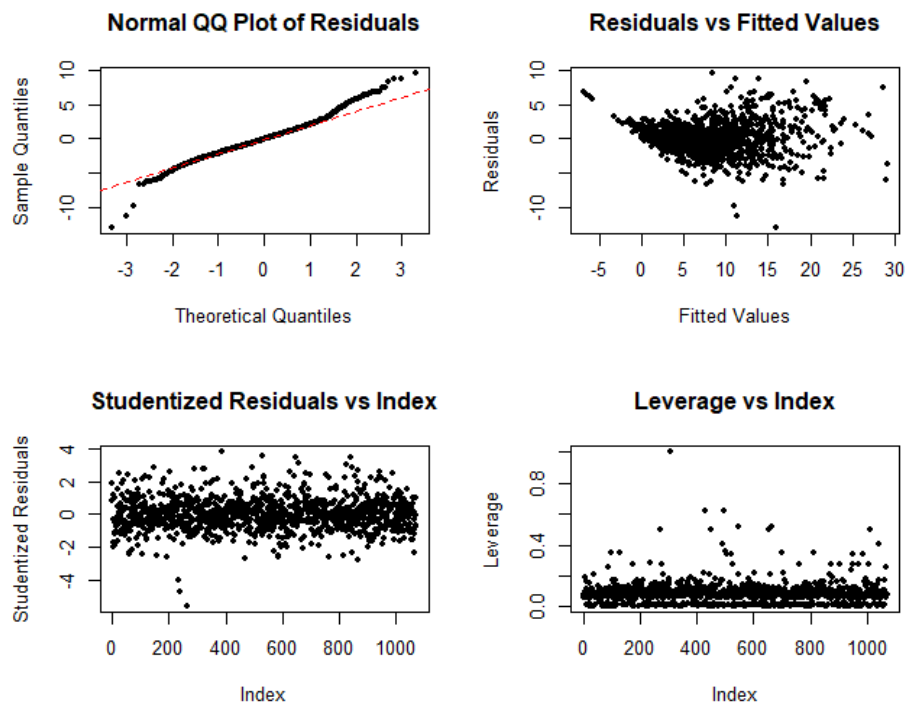 Normal QQ Plot of Residuals
Sample Quantiles
10
5
0
-10
-3 -2 -1 0 1 2 3
Theoretical Quantiles
Residuals vs Fitted Values
Residuals
10
5
0
-10
-5 0 5 10 15 20 25 30
Fitted Values
Studentized Residuals vs Index
Studentized Residuals
4
2
0
-2
-4
0 200 400 600 800 1000
Index
Leverage vs Index
Leverage
0.8
0.4
0.0
0 200 400 600 800 1000
Index